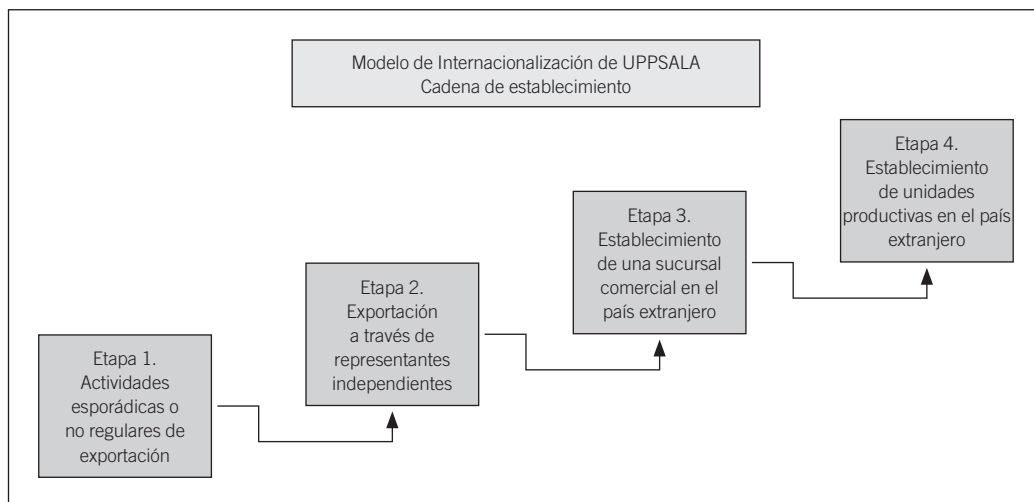 Modelo de Internacionalización de UPPSALA
Cadena de establecimiento
Etapa 1.
Actividades
esporádicas o
no regulares de
exportación
Etapa 2.
Exportación
a través de
representantes
independientes
Etapa 3.
Establecimiento
de una sucursal
comercial en el
país extranjero
Etapa 4.
Establecimiento
de unidades
productivas en el país
extranjero